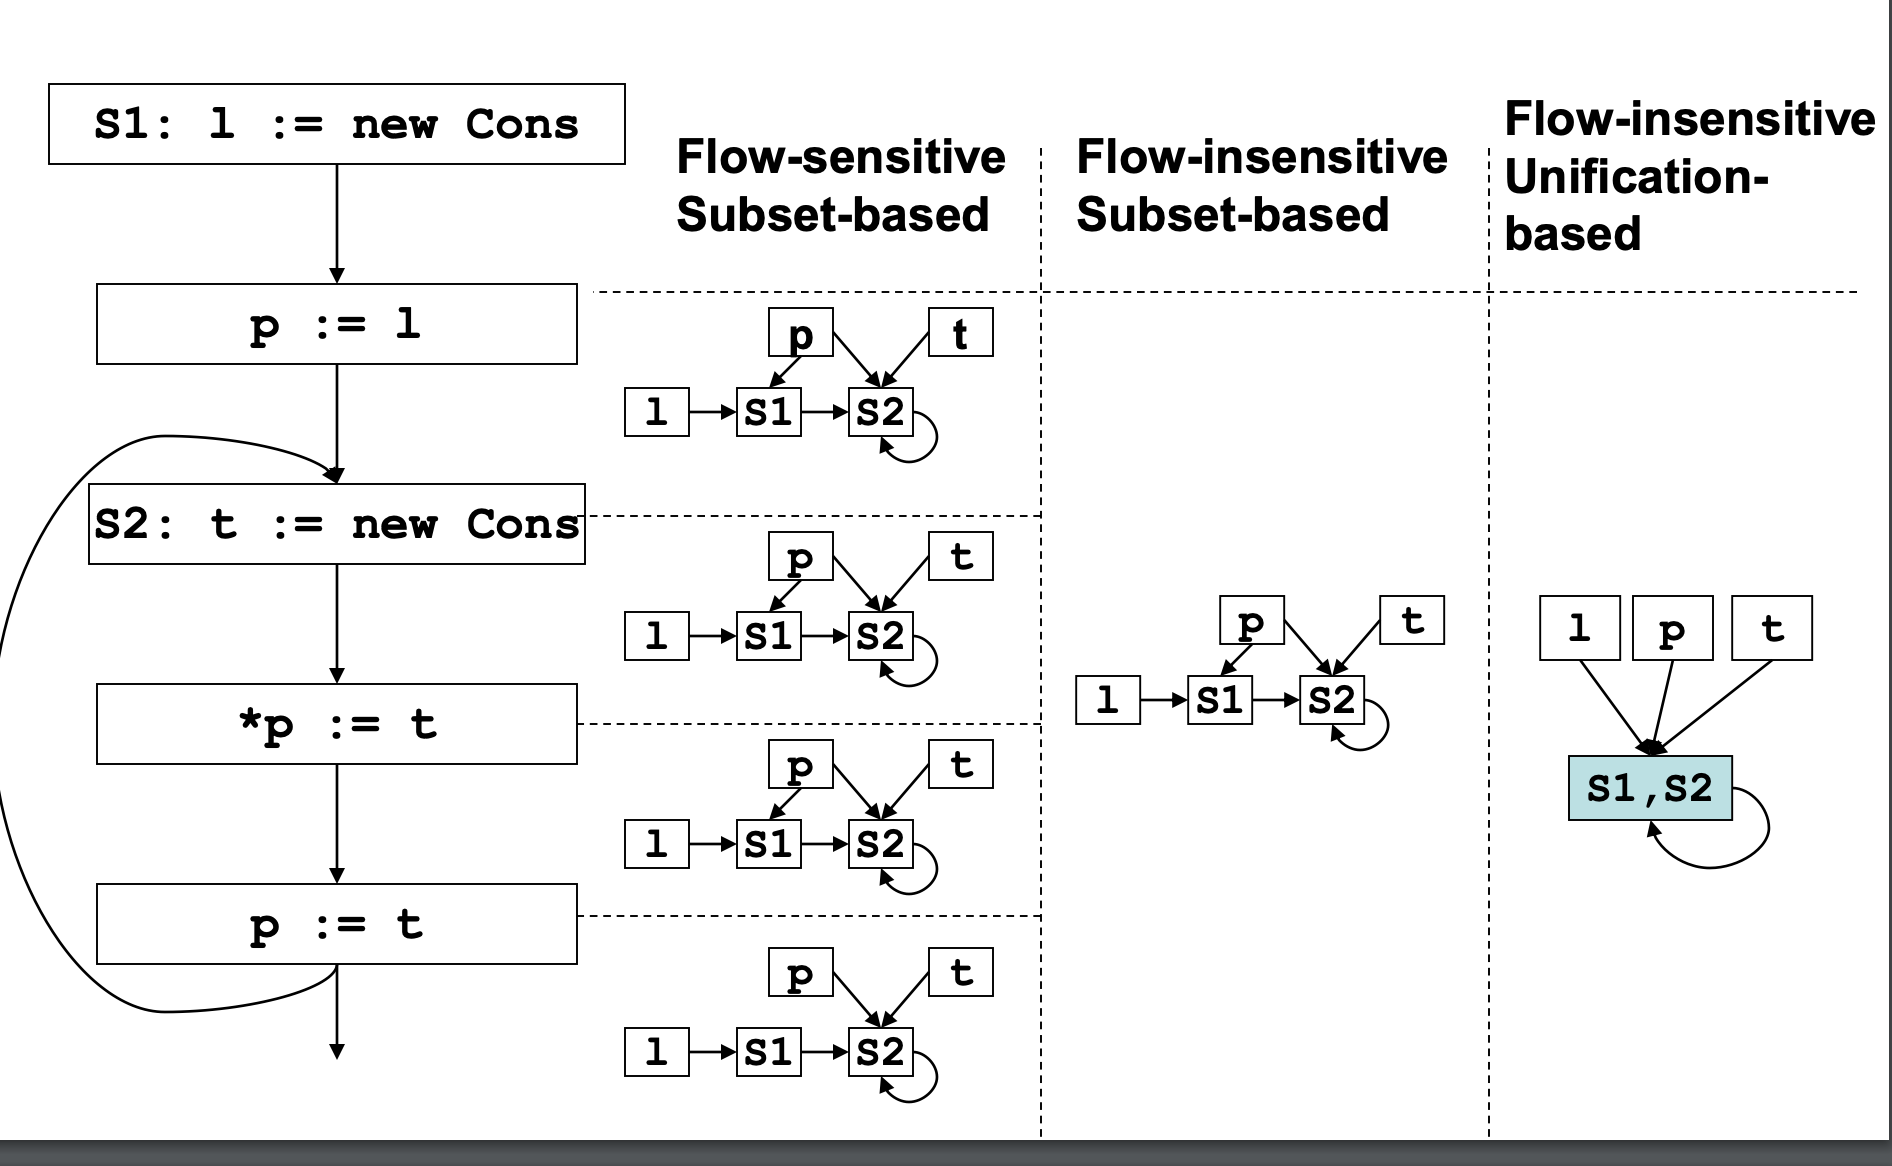 S1: l := new Cons
p := l
S2: t := new Cons
*p := t
p := t
Flow-sensitive
Subset-based
p t
l S1 S2
p t
l S1 S2
p t
l S1 S2
p t
l S1 S2
Flow-insensitive
Subset-based
p t
l S1 S2
Flow-insensitive
Unification-
based
l p t
S1,S2